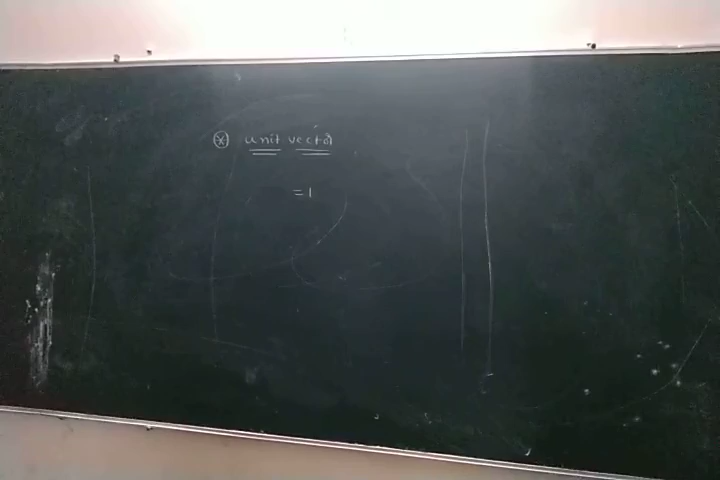 ⓧ unit vector
= 1